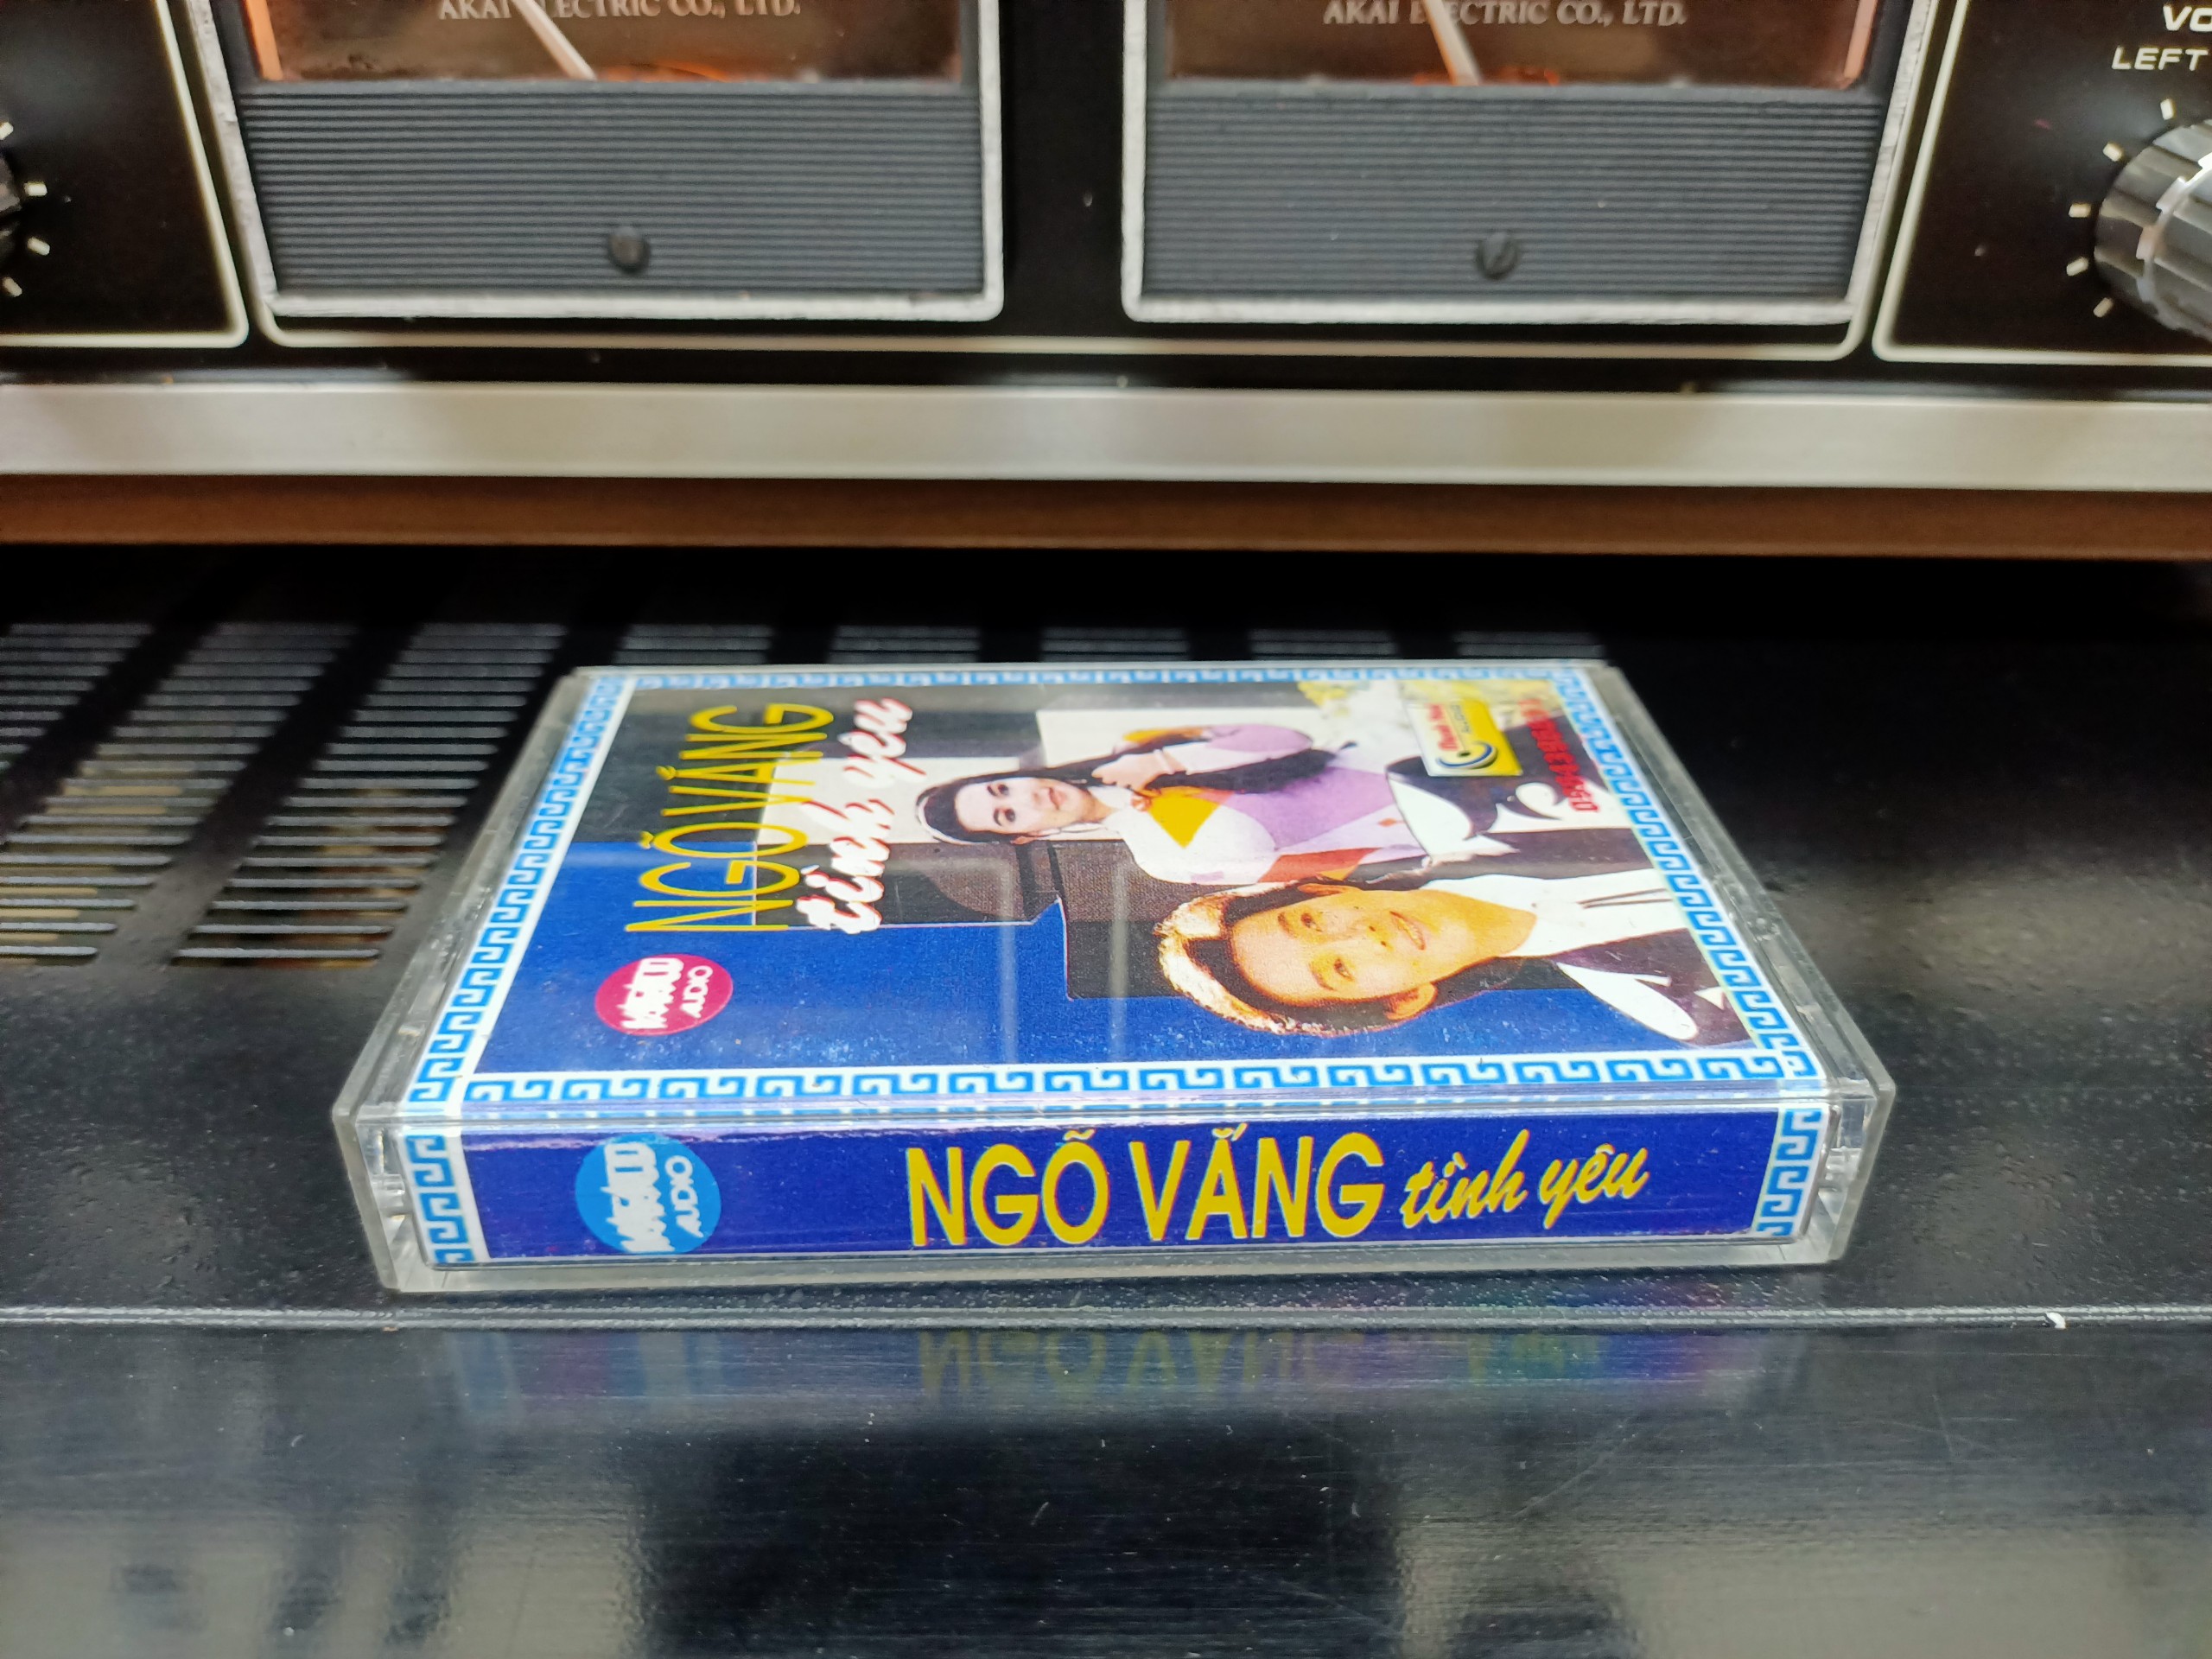 AKAI ELECTRIC CO., LTD.
AKAI ELECTRIC CO., LTD.
LEFT
NGÕ VẮNG
tình yêu
AUDIO
AUDIO
NGÕ VẮNG tình yêu